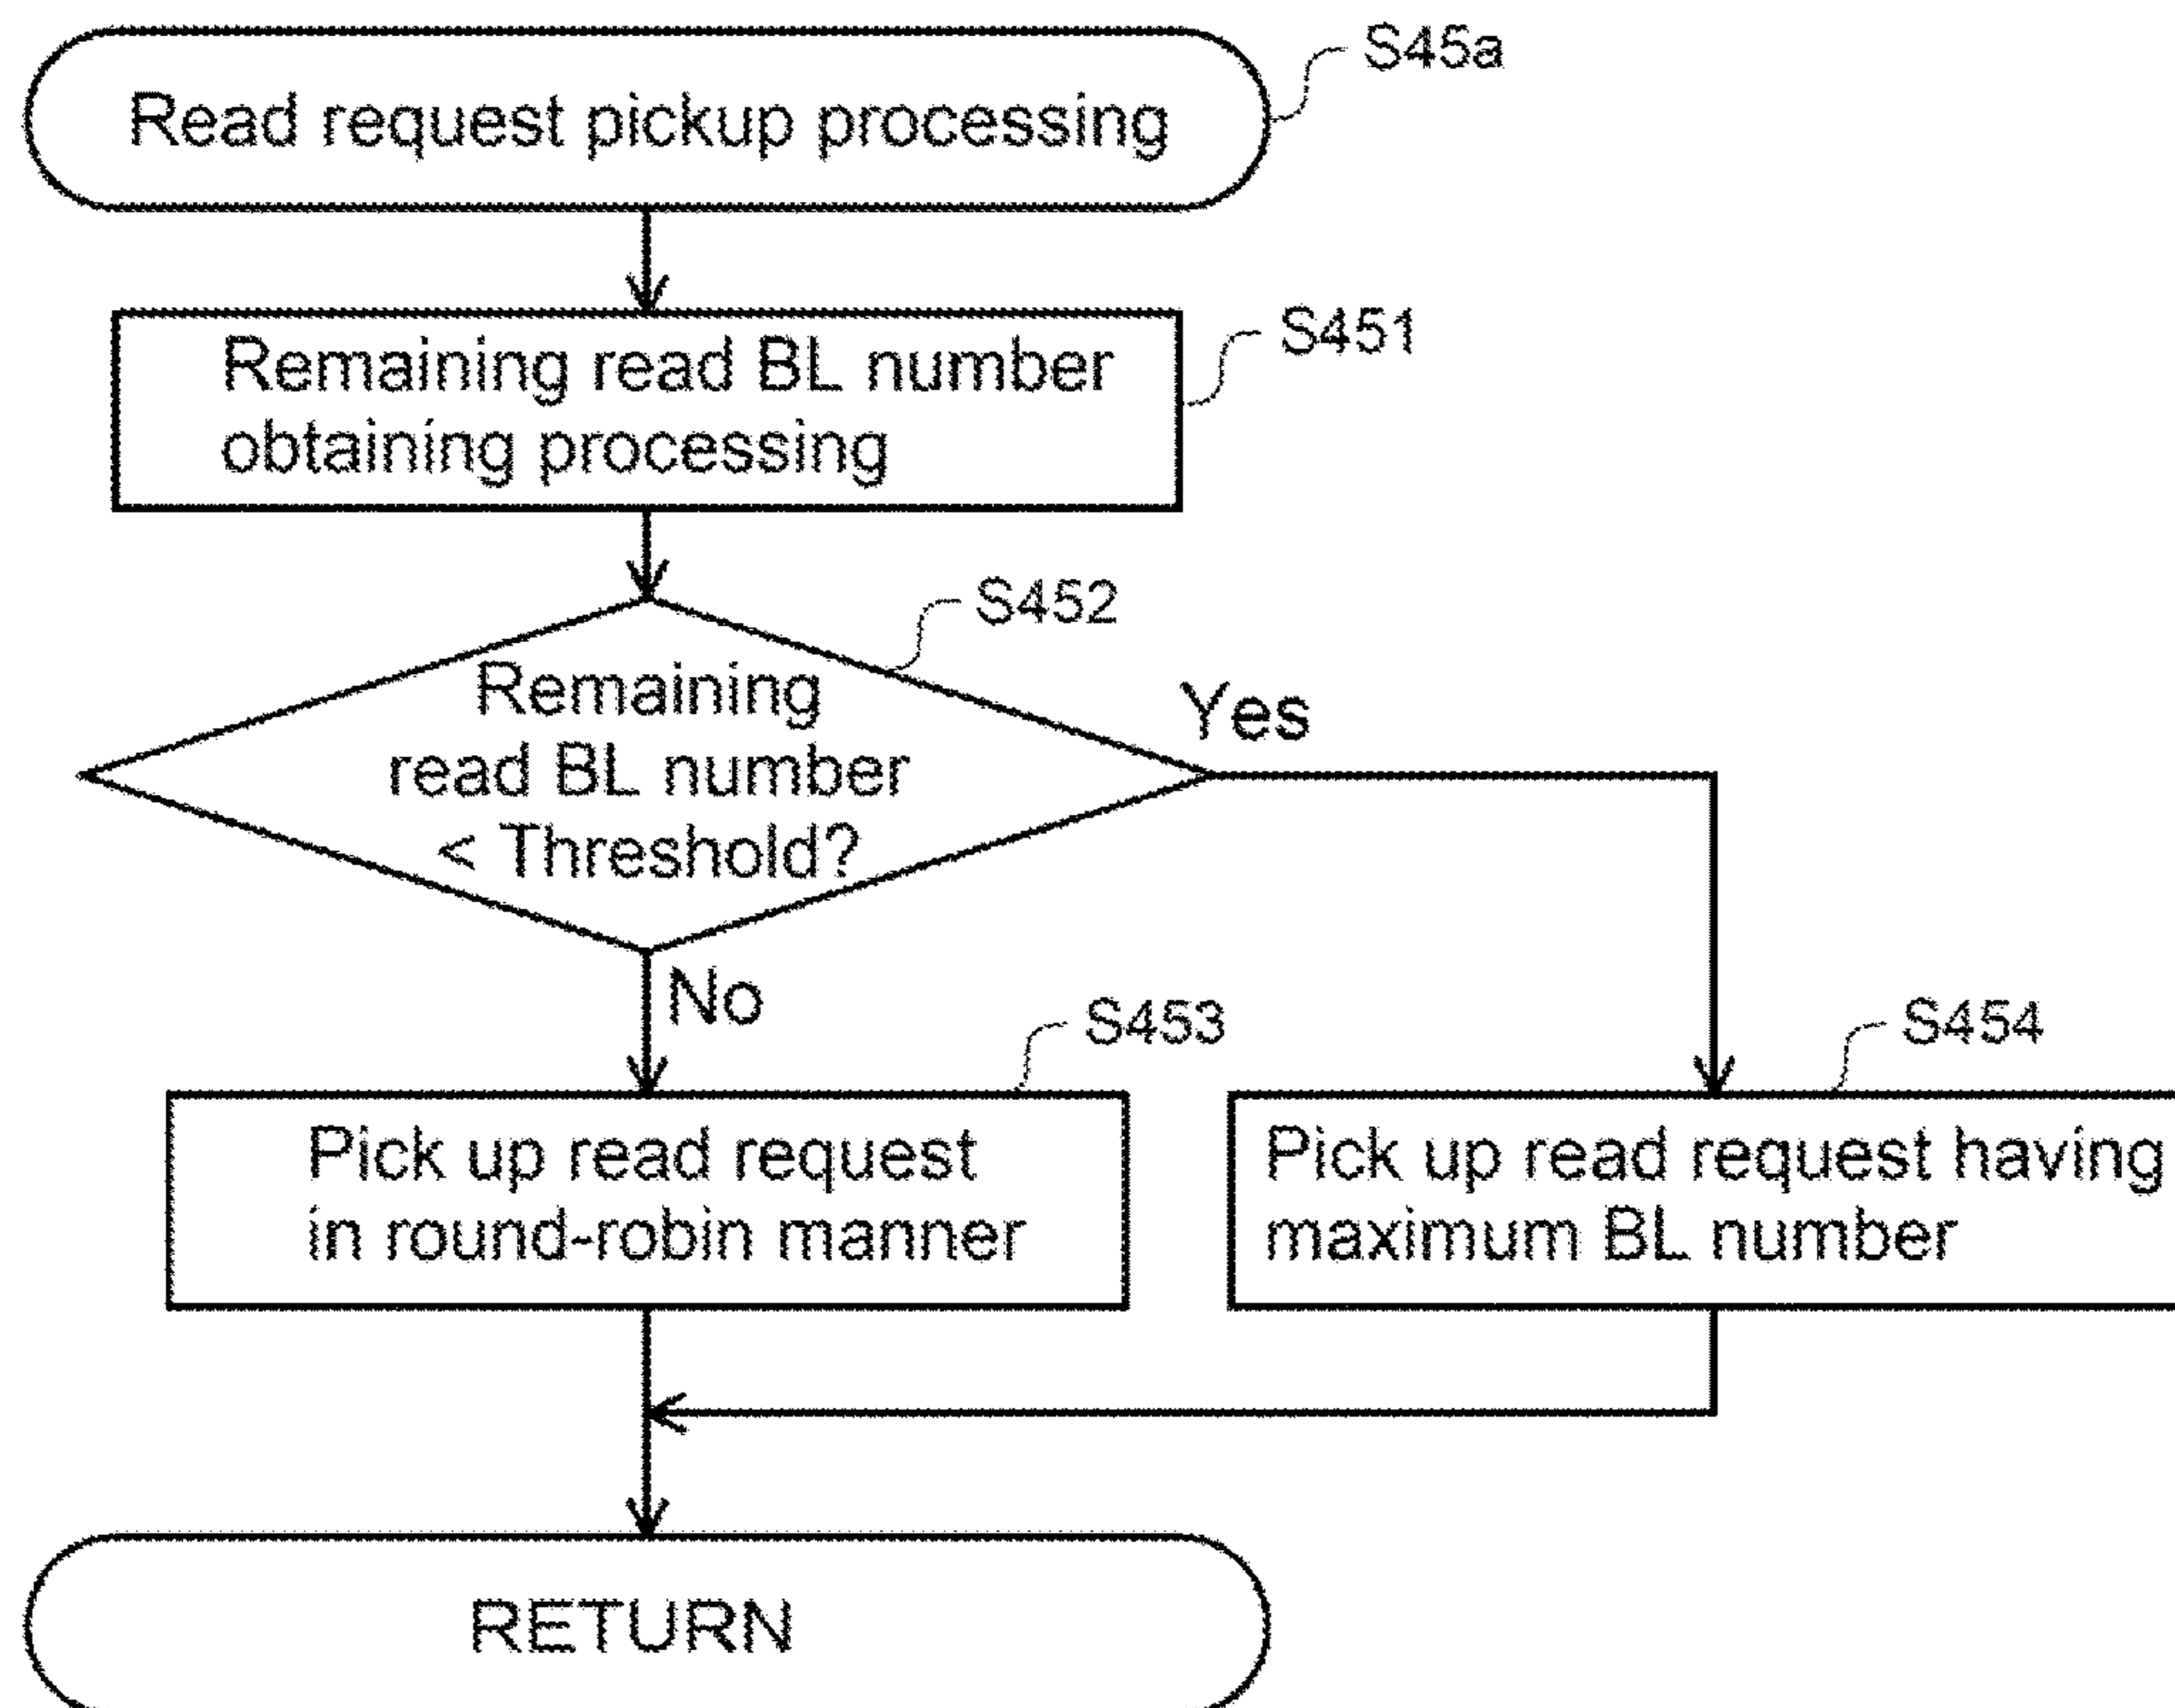 Read request pickup processing
S45a
Remaining read BL number
obtaining processing
S451
S452
Remaining
read BL number
< Threshold?
Yes
No
S453
Pick up read request
in round-robin manner
S454
Pick up read request having
maximum BL number
RETURN